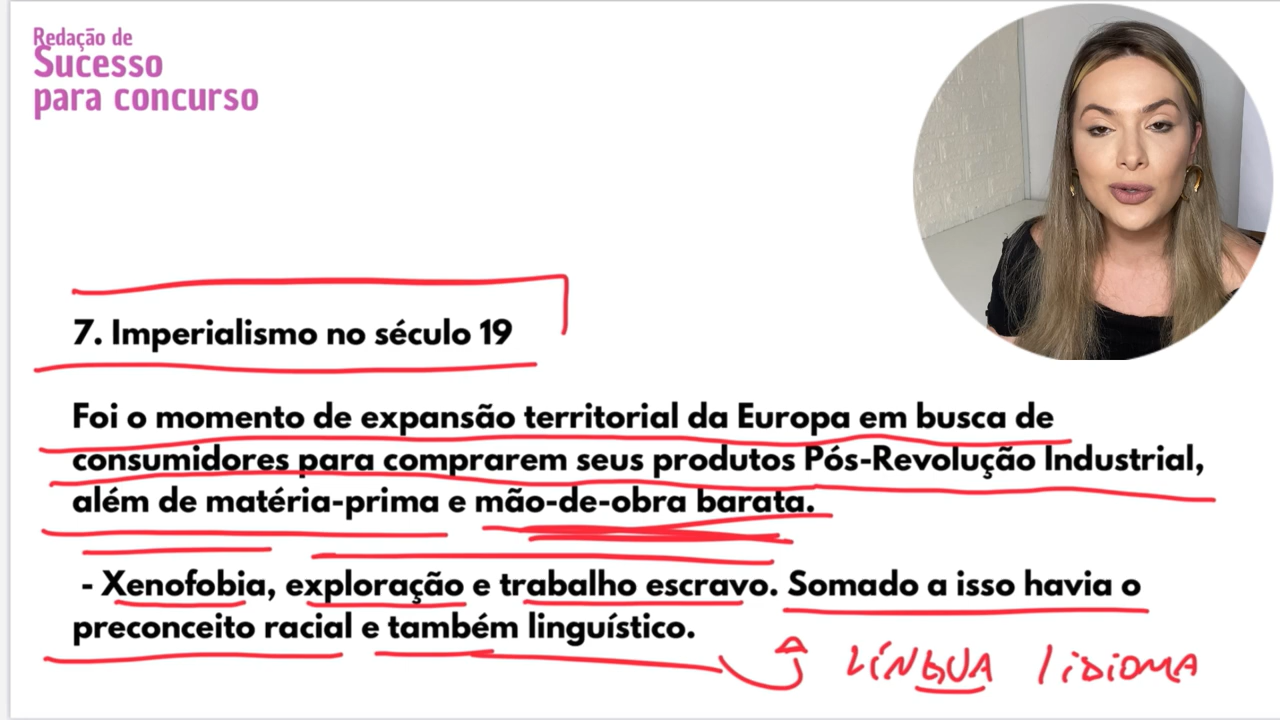 Redação de
Sucesso
para concurso
7. Imperialismo no século 19
Foi o momento de expansão territorial da Europa em busca de
consumidores para comprarem seus produtos Pós-Revolução Industrial,
além de matéria-prima e mão-de-obra barata.
- Xenofobia, exploração e trabalho escravo. Somado a isso havia o
preconceito racial e também linguístico.
LÍNGUA / iDiOMA